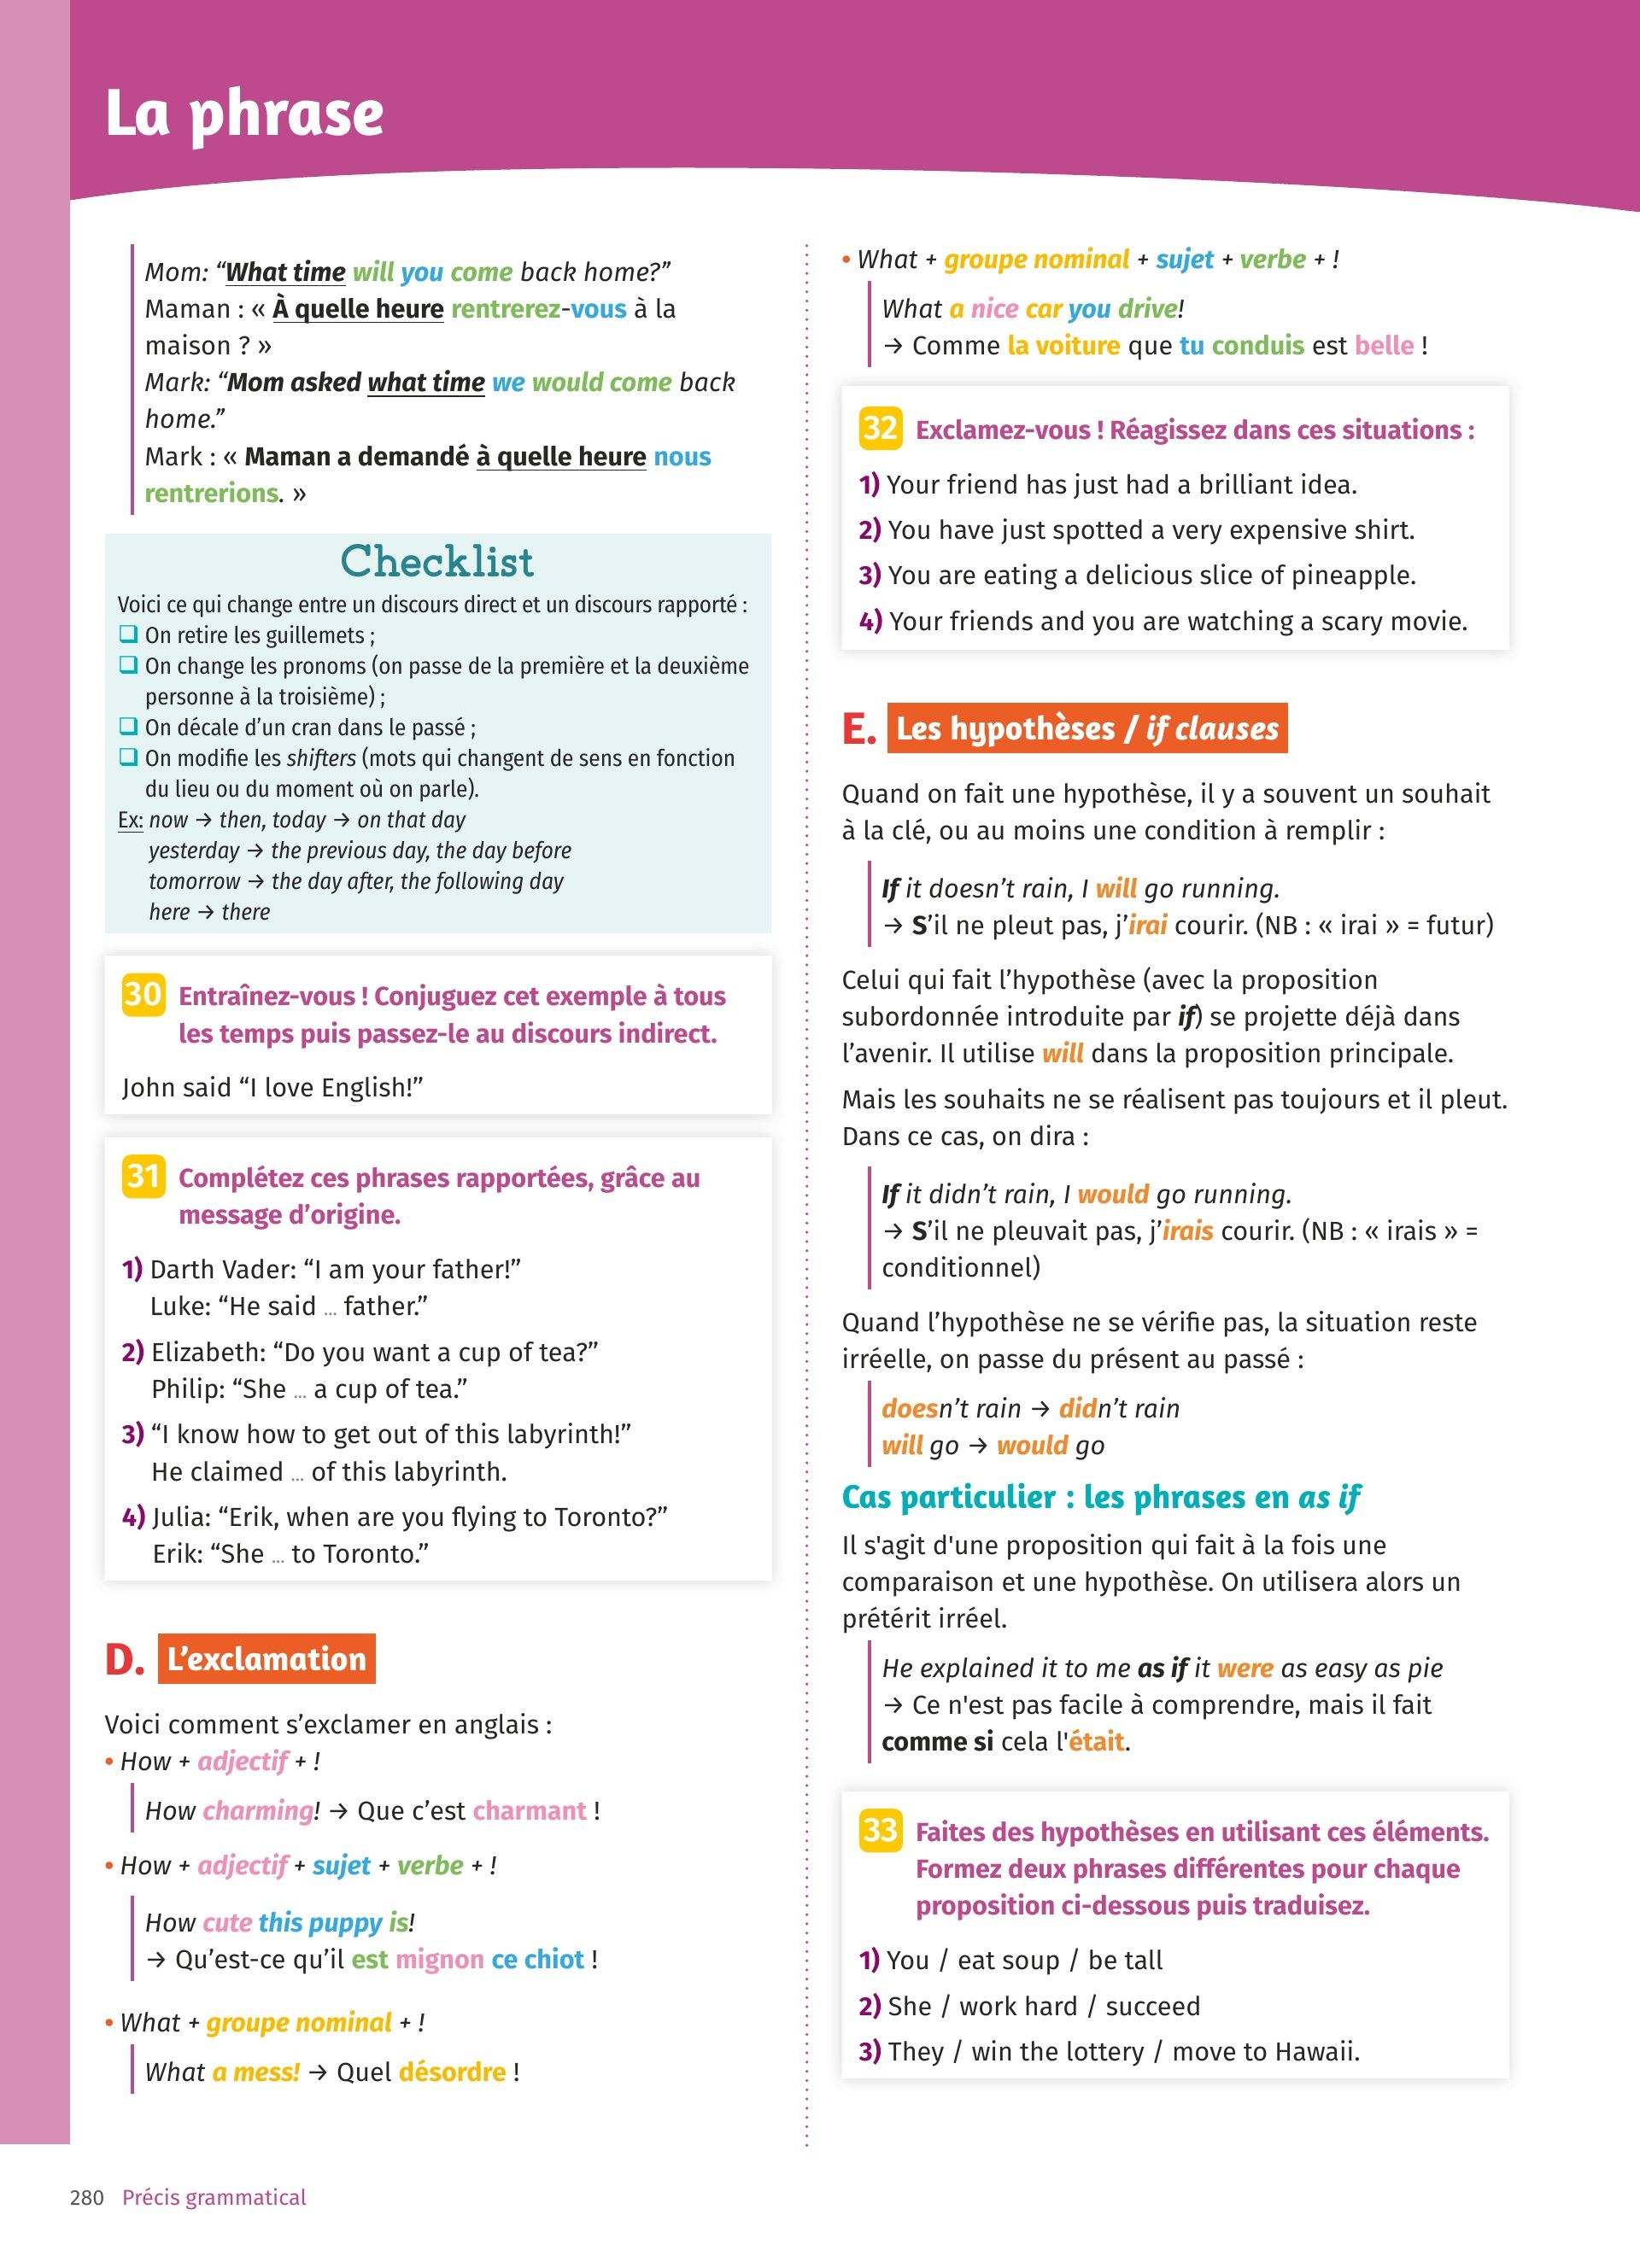 La phrase
Mom: “What time will you come back home?”
Maman : « À quelle heure rentrerez-vous à la
maison ? »
Mark: “Mom asked what time we would come back
home.”
Mark : « Maman a demandé à quelle heure nous
rentrerions. »
Checklist
Voici ce qui change entre un discours direct et un discours rapporté :
❑ On retire les guillemets ;
❑ On change les pronoms (on passe de la première et la deuxième
personne à la troisième) ;
❑ On décale d’un cran dans le passé ;
❑ On modifie les shifters (mots qui changent de sens en fonction
du lieu ou du moment où on parle).
Ex: now → then, today → on that day
yesterday → the previous day, the day before
tomorrow → the day after, the following day
here → there
30 Entraînez-vous ! Conjuguez cet exemple à tous
les temps puis passez-le au discours indirect.
John said “I love English!”
31 Complétez ces phrases rapportées, grâce au
message d’origine.
1) Darth Vader: “I am your father!”
Luke: “He said ... father.”
2) Elizabeth: “Do you want a cup of tea?”
Philip: “She ... a cup of tea.”
3) “I know how to get out of this labyrinth!”
He claimed ... of this labyrinth.
4) Julia: “Erik, when are you flying to Toronto?”
Erik: “She ... to Toronto.”
D. L’exclamation
Voici comment s’exclamer en anglais :
• How + adjectif + !
How charming! → Que c’est charmant !
• How + adjectif + sujet + verbe + !
How cute this puppy is!
→ Qu’est-ce qu’il est mignon ce chiot !
• What + groupe nominal + !
What a mess! → Quel désordre !
• What + groupe nominal + sujet + verbe + !
What a nice car you drive!
→ Comme la voiture que tu conduis est belle !
32 Exclamez-vous ! Réagissez dans ces situations :
1) Your friend has just had a brilliant idea.
2) You have just spotted a very expensive shirt.
3) You are eating a delicious slice of pineapple.
4) Your friends and you are watching a scary movie.
E. Les hypothèses / if clauses
Quand on fait une hypothèse, il y a souvent un souhait
à la clé, ou au moins une condition à remplir :
If it doesn’t rain, I will go running.
→ S’il ne pleut pas, j’irai courir. (NB : « irai » = futur)
Celui qui fait l’hypothèse (avec la proposition
subordonnée introduite par if) se projette déjà dans
l’avenir. Il utilise will dans la proposition principale.
Mais les souhaits ne se réalisent pas toujours et il pleut.
Dans ce cas, on dira :
If it didn’t rain, I would go running.
→ S’il ne pleuvait pas, j’irais courir. (NB : « irais » =
conditionnel)
Quand l’hypothèse ne se vérifie pas, la situation reste
irréelle, on passe du présent au passé :
doesn’t rain → didn’t rain
will go → would go
Cas particulier : les phrases en as if
Il s'agit d'une proposition qui fait à la fois une
comparaison et une hypothèse. On utilisera alors un
prétérit irréel.
He explained it to me as if it were as easy as pie
→ Ce n'est pas facile à comprendre, mais il fait
comme si cela l'était.
33 Faites des hypothèses en utilisant ces éléments.
Formez deux phrases différentes pour chaque
proposition ci-dessous puis traduisez.
1) You / eat soup / be tall
2) She / work hard / succeed
3) They / win the lottery / move to Hawaii.
280 Précis grammatical